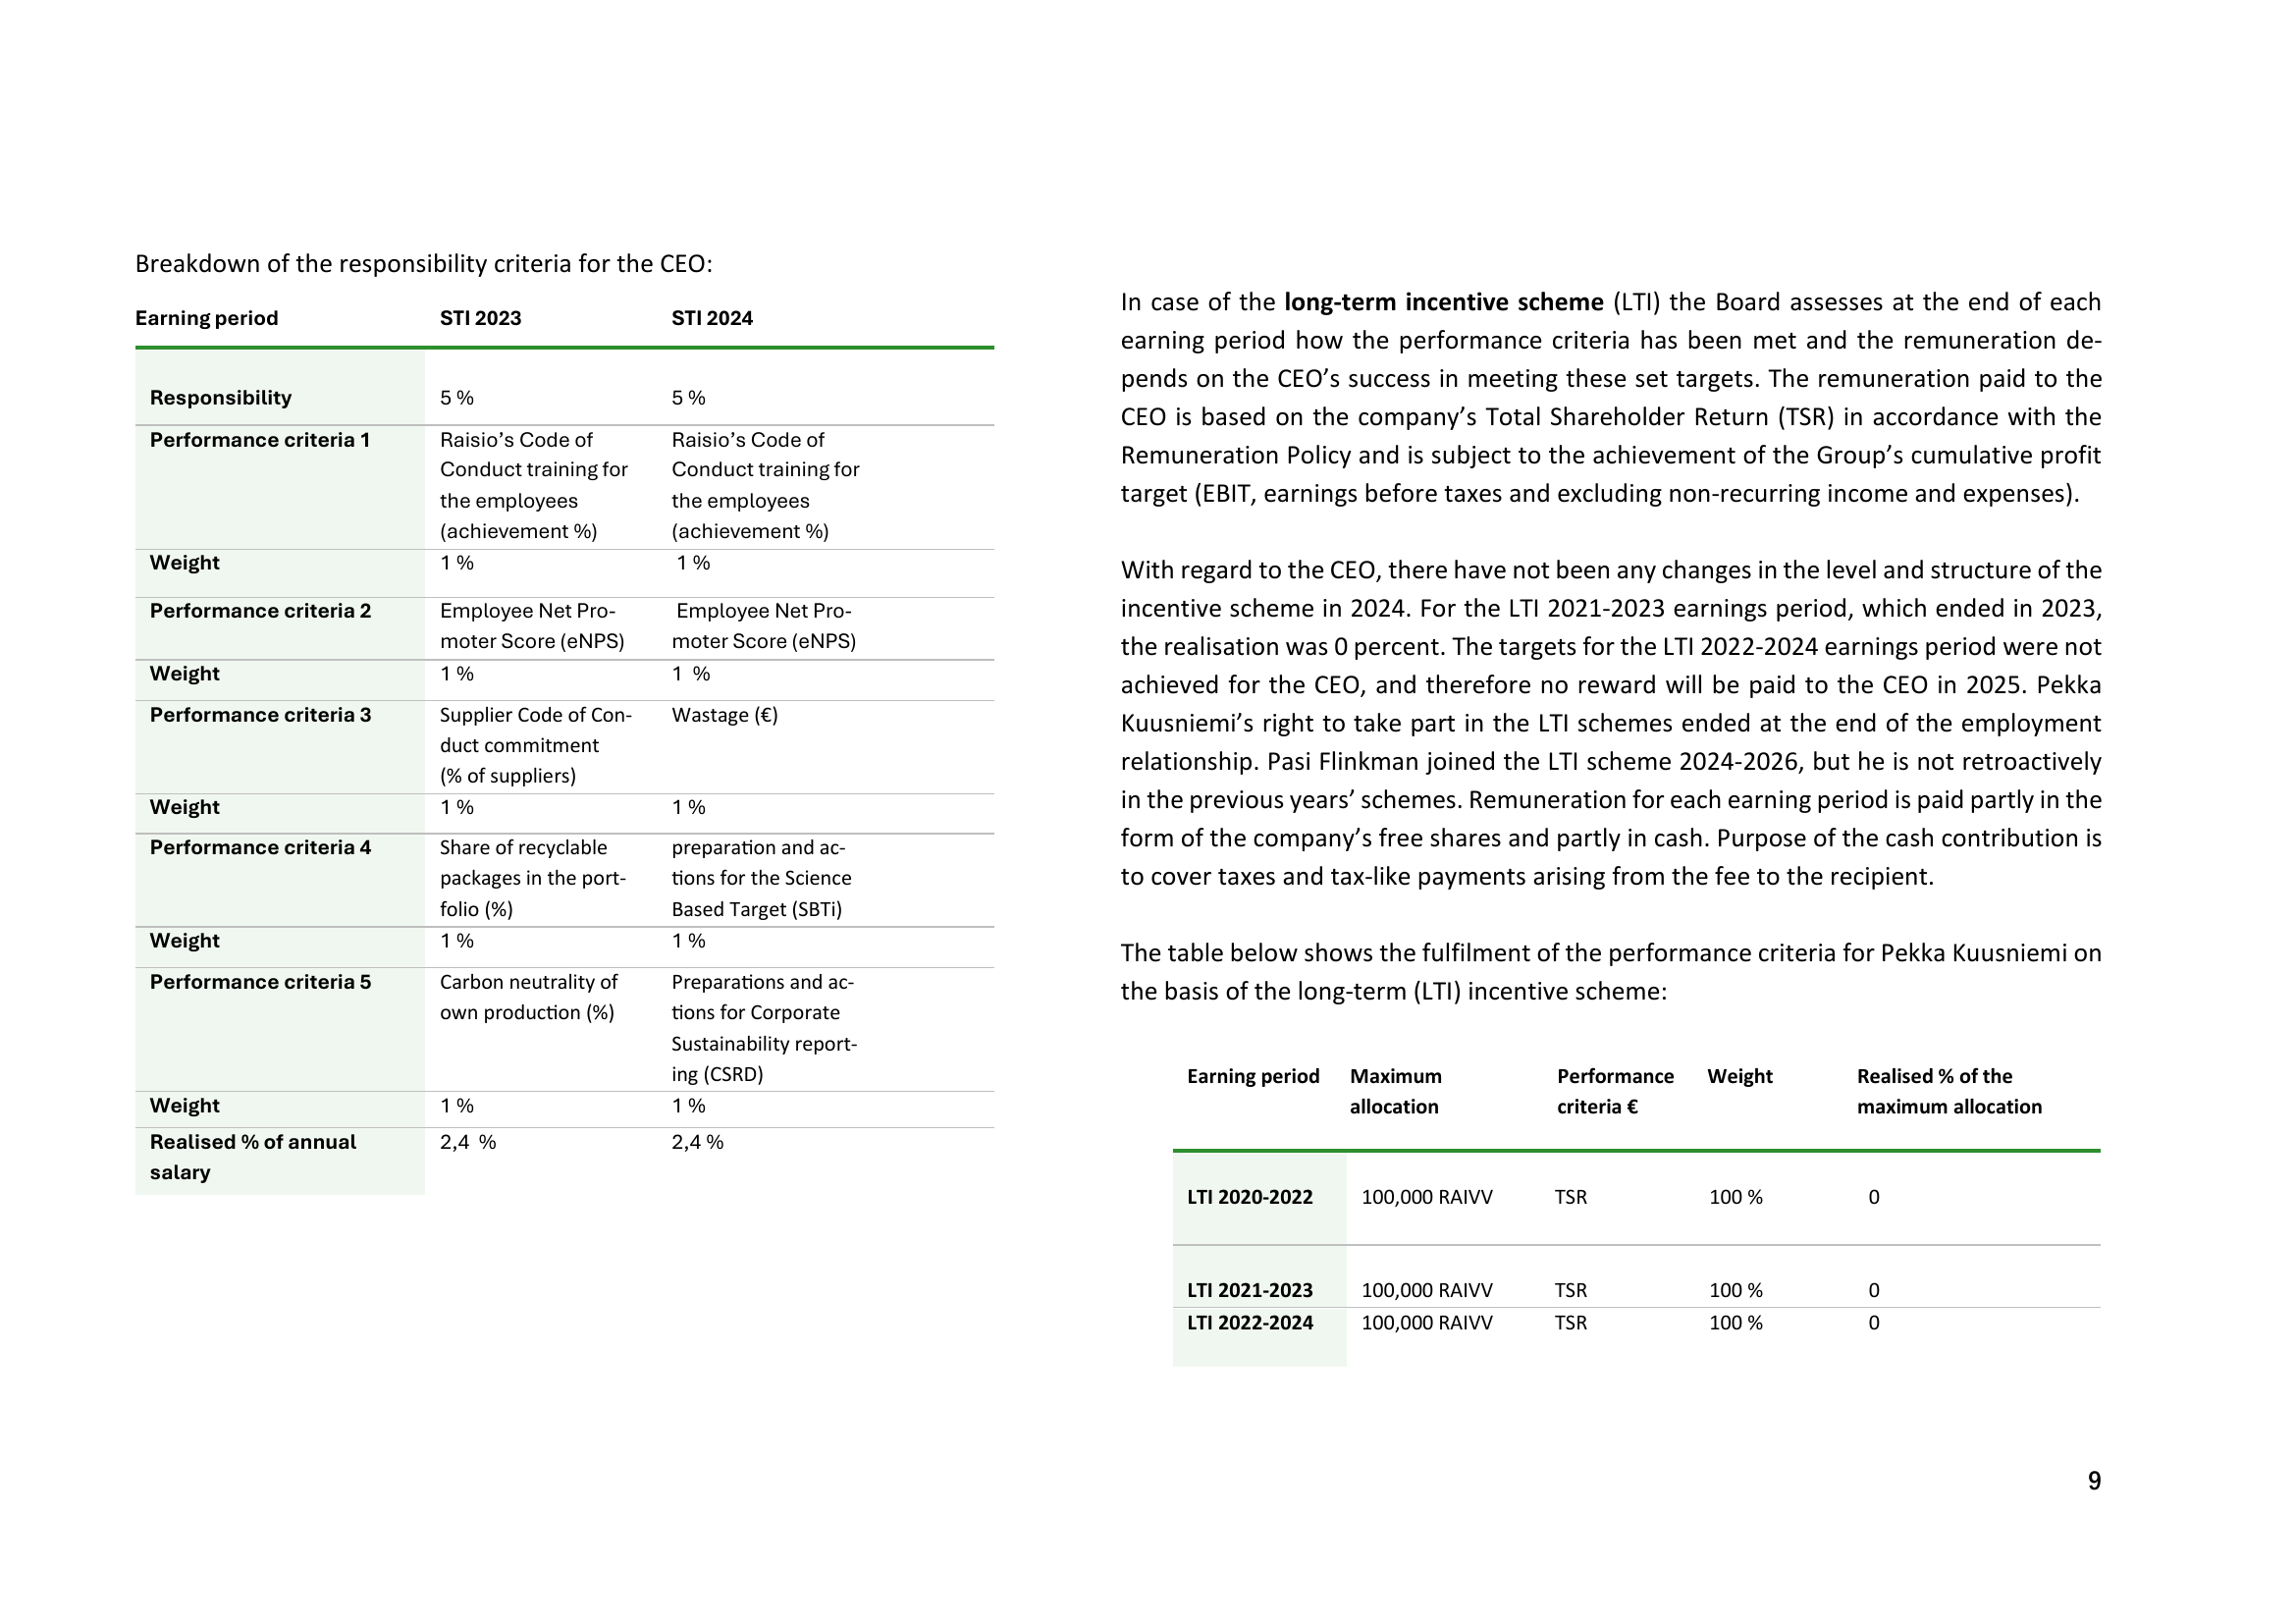 Breakdown of the responsibility criteria for the CEO:
Earning period STI 2023 STI 2024
Responsibility 5 % 5 %
Performance criteria 1 Raisio’s Code of Raisio’s Code of
Conduct training for Conduct training for
the employees the employees
(achievement %) (achievement %)
Weight 1 % 1 %
Performance criteria 2 Employee Net Pro- Employee Net Pro-
moter Score (eNPS) moter Score (eNPS)
Weight 1 % 1 %
Performance criteria 3 Supplier Code of Con- Wastage (€)
duct commitment
(% of suppliers)
Weight 1 % 1 %
Performance criteria 4 Share of recyclable preparation and ac-
packages in the port- tions for the Science
folio (%) Based Target (SBTi)
Weight 1 % 1 %
Performance criteria 5 Carbon neutrality of Preparations and ac-
own production (%) tions for Corporate
Sustainability report-
ing (CSRD)
Weight 1 % 1 %
Realised % of annual 2,4 % 2,4 %
salary
In case of the long-term incentive scheme (LTI) the Board assesses at the end of each
earning period how the performance criteria has been met and the remuneration de-
pends on the CEO’s success in meeting these set targets. The remuneration paid to the
CEO is based on the company’s Total Shareholder Return (TSR) in accordance with the
Remuneration Policy and is subject to the achievement of the Group’s cumulative profit
target (EBIT, earnings before taxes and excluding non-recurring income and expenses).
With regard to the CEO, there have not been any changes in the level and structure of the
incentive scheme in 2024. For the LTI 2021-2023 earnings period, which ended in 2023,
the realisation was 0 percent. The targets for the LTI 2022-2024 earnings period were not
achieved for the CEO, and therefore no reward will be paid to the CEO in 2025. Pekka
Kuusniemi’s right to take part in the LTI schemes ended at the end of the employment
relationship. Pasi Flinkman joined the LTI scheme 2024-2026, but he is not retroactively
in the previous years’ schemes. Remuneration for each earning period is paid partly in the
form of the company’s free shares and partly in cash. Purpose of the cash contribution is
to cover taxes and tax-like payments arising from the fee to the recipient.
The table below shows the fulfilment of the performance criteria for Pekka Kuusniemi on
the basis of the long-term (LTI) incentive scheme:
Earning period Maximum Performance Weight Realised % of the
allocation criteria € maximum allocation
LTI 2020-2022 100,000 RAIVV TSR 100 % 0
LTI 2021-2023 100,000 RAIVV TSR 100 % 0
LTI 2022-2024 100,000 RAIVV TSR 100 % 0
9